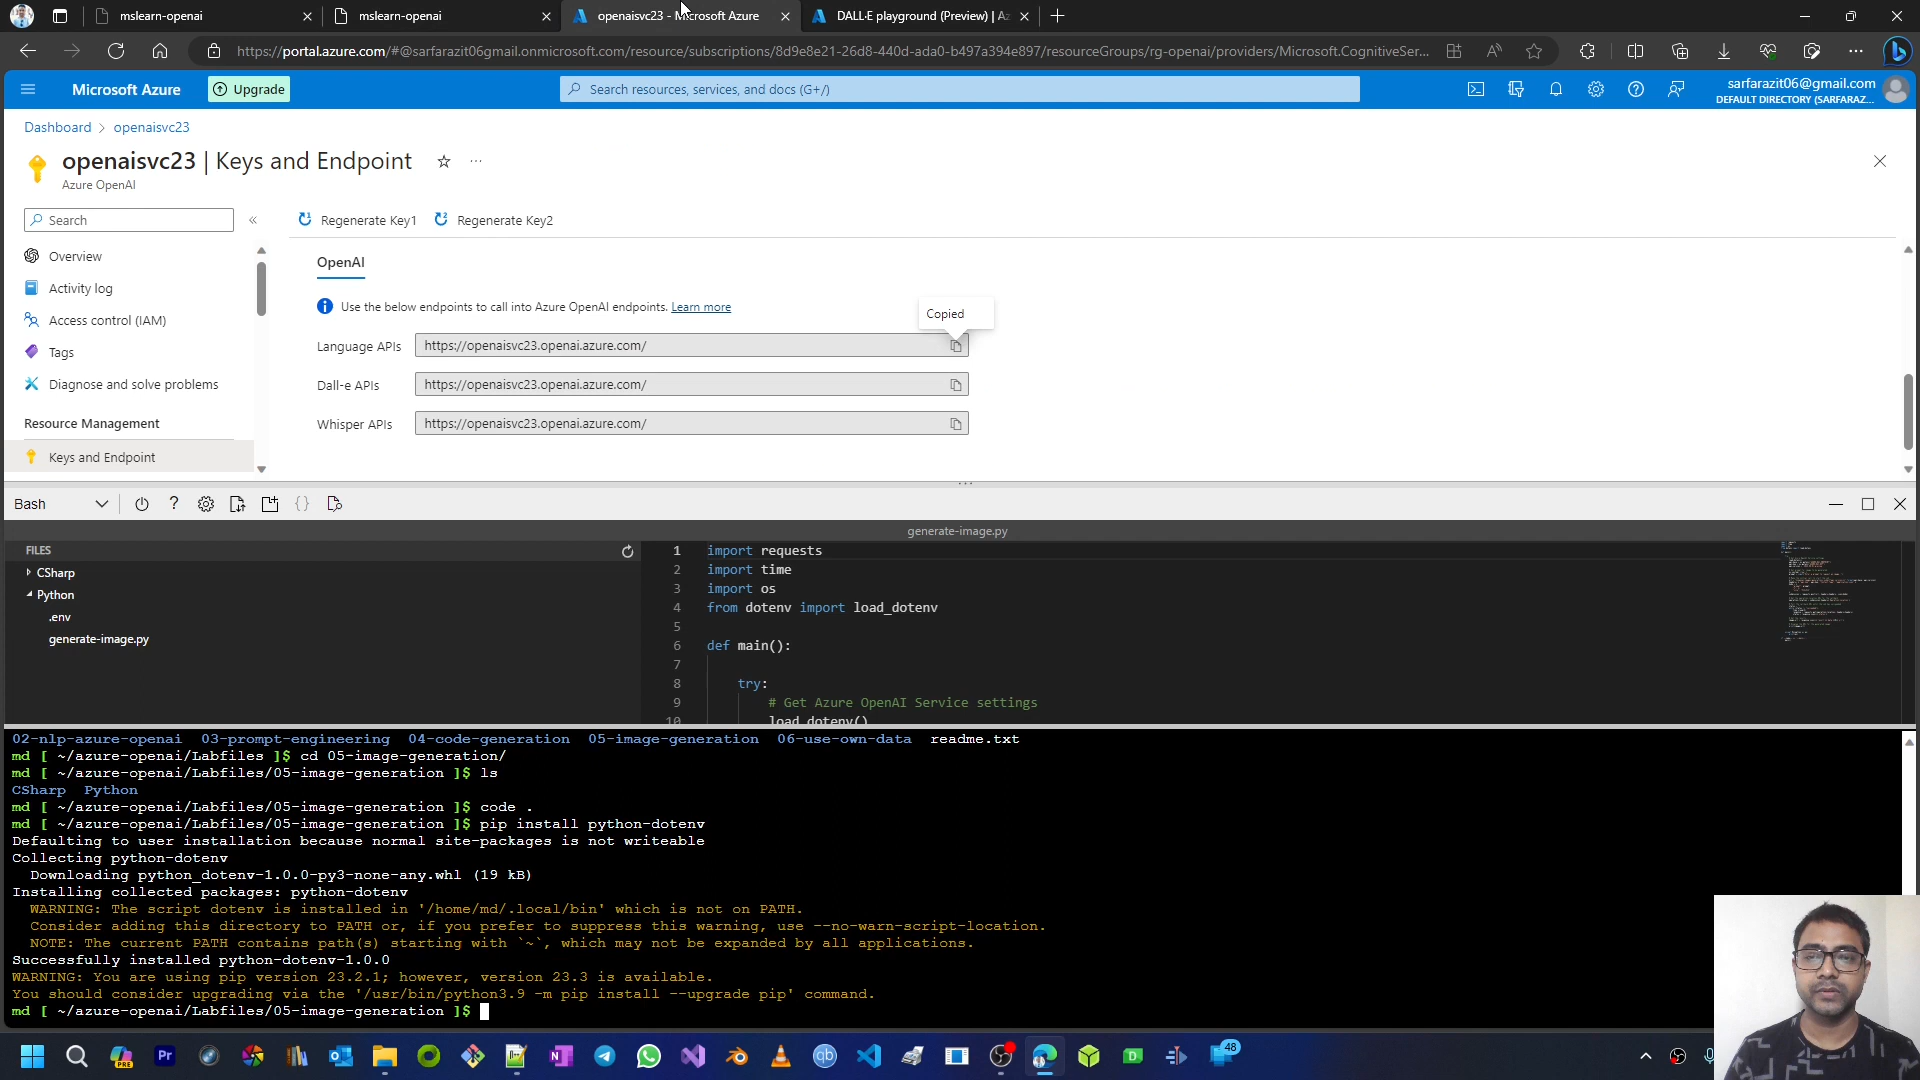 mslearn-openai
mslearn-openai
openaisvc23 - Microsoft Azure
DALL·E playground (Preview) | Az
https://portal.azure.com/#@sarfarazit06gmail.onmicrosoft.com/resource/subscriptions/8d9e8e21-26d8-440d-ada0-b497a394e897/resourceGroups/rg-openai/providers/Microsoft.CognitiveSer...
Microsoft Azure
Upgrade
Search resources, services, and docs (G+/)
sarfarazit06@gmail.com
DEFAULT DIRECTORY (SARFARAZ...
Dashboard > openaisvc23
openaisvc23 | Keys and Endpoint
Azure OpenAI
Search
Regenerate Key1
Regenerate Key2
Overview
Activity log
Access control (IAM)
Tags
Diagnose and solve problems
Resource Management
Keys and Endpoint
OpenAI
Use the below endpoints to call into Azure OpenAI endpoints. Learn more
Copied
Language APIs
https://openaisvc23.openai.azure.com/
Dall-e APIs
https://openaisvc23.openai.azure.com/
Whisper APIs
https://openaisvc23.openai.azure.com/
Bash
generate-image.py
FILES
CSharp
Python
.env
generate-image.py
1 import requests
2 import time
3 import os
4 from dotenv import load_dotenv
5
6 def main():
7
8 try:
9 # Get Azure OpenAI Service settings
10 load_dotenv()
02-nlp-azure-openai 03-prompt-engineering 04-code-generation 05-image-generation 06-use-own-data readme.txt
md [ ~/azure-openai/Labfiles ]$ cd 05-image-generation/
md [ ~/azure-openai/Labfiles/05-image-generation ]$ ls
CSharp Python
md [ ~/azure-openai/Labfiles/05-image-generation ]$ code .
md [ ~/azure-openai/Labfiles/05-image-generation ]$ pip install python-dotenv
Defaulting to user installation because normal site-packages is not writeable
Collecting python-dotenv
Downloading python_dotenv-1.0.0-py3-none-any.whl (19 kB)
Installing collected packages: python-dotenv
WARNING: The script dotenv is installed in '/home/md/.local/bin' which is not on PATH.
Consider adding this directory to PATH or, if you prefer to suppress this warning, use --no-warn-script-location.
NOTE: The current PATH contains path(s) starting with `~`, which may not be expanded by all applications.
Successfully installed python-dotenv-1.0.0
WARNING: You are using pip version 23.2.1; however, version 23.3 is available.
You should consider upgrading via the '/usr/bin/python3.9 -m pip install --upgrade pip' command.
md [ ~/azure-openai/Labfiles/05-image-generation ]$
48